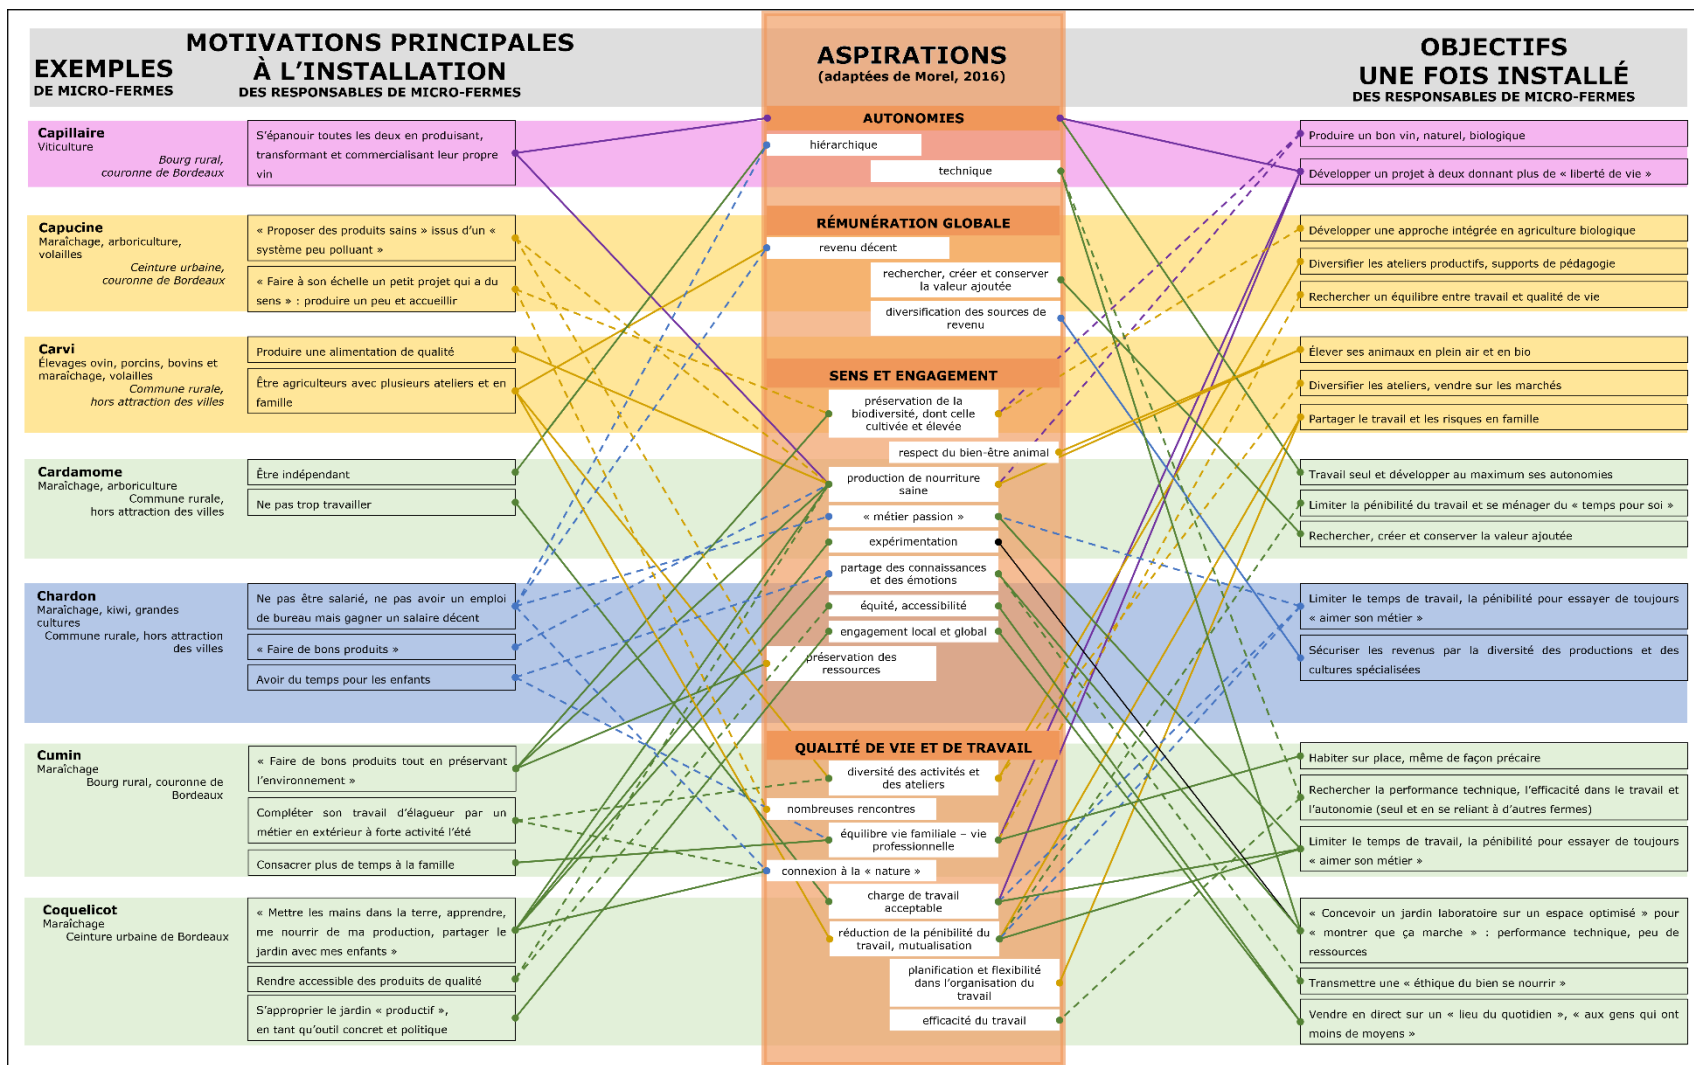 EXEMPLES
DE MICRO-FERMES
MOTIVATIONS PRINCIPALES
À L'INSTALLATION
DES RESPONSABLES DE MICRO-FERMES
ASPIRATIONS
(adaptées de Morel, 2016)
OBJECTIFS
UNE FOIS INSTALLÉ
DES RESPONSABLES DE MICRO-FERMES
Capillaire
Viticulture
Bourg rural,
couronne de Bordeaux
S'épanouir toutes les deux en produisant,
transformant et commercialisant leur propre
vin
Capucine
Maraîchage, arboriculture,
volailles
Ceinture urbaine,
couronne de Bordeaux
« Proposer des produits sains » issus d'un «
système peu polluant »
« Faire à son échelle un petit projet qui a du
sens » : produire un peu et accueillir
Carvi
Élevages ovin, porcins, bovins et
maraîchage, volailles
Commune rurale,
hors attraction des villes
Produire une alimentation de qualité
Être agriculteurs avec plusieurs ateliers et en
famille
Cardamome
Maraîchage, arboriculture
Commune rurale,
hors attraction des villes
Être indépendant
Ne pas trop travailler
Chardon
Maraîchage, kiwi, grandes
cultures
Commune rurale, hors attraction
des villes
Ne pas être salarié, ne pas avoir un emploi
de bureau mais gagner un salaire décent
« Faire de bons produits »
Avoir du temps pour les enfants
Cumin
Maraîchage
Bourg rural, couronne de
Bordeaux
« Faire de bons produits tout en préservant
l'environnement »
Compléter son travail d'élagueur par un
métier en extérieur à forte activité l'été
Consacrer plus de temps à la famille
Coquelicot
Maraîchage
Ceinture urbaine de Bordeaux
« Mettre les mains dans la terre, apprendre,
me nourrir de ma production, partager le
jardin avec mes enfants »
Rendre accessible des produits de qualité
S'approprier le jardin « productif »,
en tant qu'outil concret et politique
AUTONOMIES
hiérarchique
technique
RÉMUNÉRATION GLOBALE
revenu décent
rechercher, créer et conserver
la valeur ajoutée
diversification des sources de
revenu
SENS ET ENGAGEMENT
préservation de la
biodiversité, dont celle
cultivée et élevée
respect du bien-être animal
production de nourriture
saine
« métier passion »
expérimentation
partage des connaissances
et des émotions
équité, accessibilité
engagement local et global
préservation des
ressources
QUALITÉ DE VIE ET DE TRAVAIL
diversité des activités et
des ateliers
nombreuses rencontres
équilibre vie familiale – vie
professionnelle
connexion à la « nature »
charge de travail
acceptable
réduction de la pénibilité du
travail, mutualisation
planification et flexibilité
dans l'organisation du
travail
efficacité du travail
Produire un bon vin, naturel, biologique
Développer un projet à deux donnant plus de « liberté de vie »
Développer une approche intégrée en agriculture biologique
Diversifier les ateliers productifs, supports de pédagogie
Rechercher un équilibre entre travail et qualité de vie
Élever ses animaux en plein air et en bio
Diversifier les ateliers, vendre sur les marchés
Partager le travail et les risques en famille
Travail seul et développer au maximum ses autonomies
Limiter la pénibilité du travail et se ménager du « temps pour soi »
Rechercher, créer et conserver la valeur ajoutée
Limiter le temps de travail, la pénibilité pour essayer de toujours
« aimer son métier »
Sécuriser les revenus par la diversité des productions et des
cultures spécialisées
Habiter sur place, même de façon précaire
Rechercher la performance technique, l'efficacité dans le travail et
l'autonomie (seul et en se reliant à d'autres fermes)
Limiter le temps de travail, la pénibilité pour essayer de toujours
« aimer son métier »
« Concevoir un jardin laboratoire sur un espace optimisé » pour
« montrer que ça marche » : performance technique, peu de
ressources
Transmettre une « éthique du bien se nourrir »
Vendre en direct sur un « lieu du quotidien », « aux gens qui ont
moins de moyens »